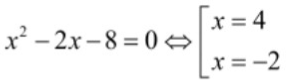 x² − 2x − 8 = 0 ⇔ [ x = 4
x = −2